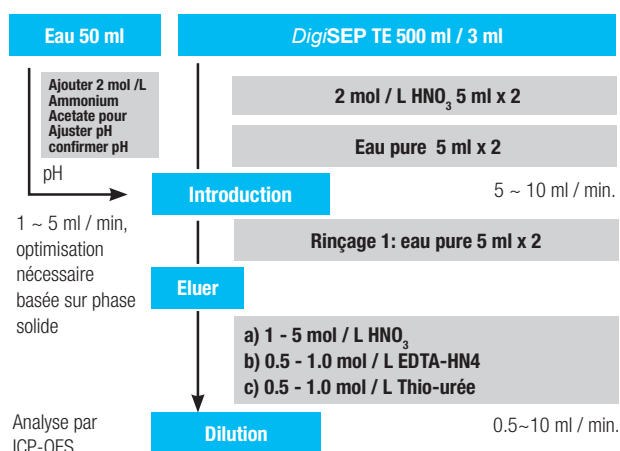 Eau 50 ml
DigiSEP TE 500 ml / 3 ml
Ajouter 2 mol /L
Ammonium
Acetate pour
Ajuster pH
confirmer pH
2 mol / L HNO₃ 5 ml x 2
Eau pure 5 ml x 2
pH
Introduction
5 ~ 10 ml / min.
1 ~ 5 ml / min,
optimisation
nécessaire
basée sur phase
solide
Rinçage 1: eau pure 5 ml x 2
Eluer
a) 1 - 5 mol / L HNO₃
b) 0.5 - 1.0 mol / L EDTA-HN4
c) 0.5 - 1.0 mol / L Thio-urée
Analyse par
ICP-OES
Dilution
0.5~10 ml / min.